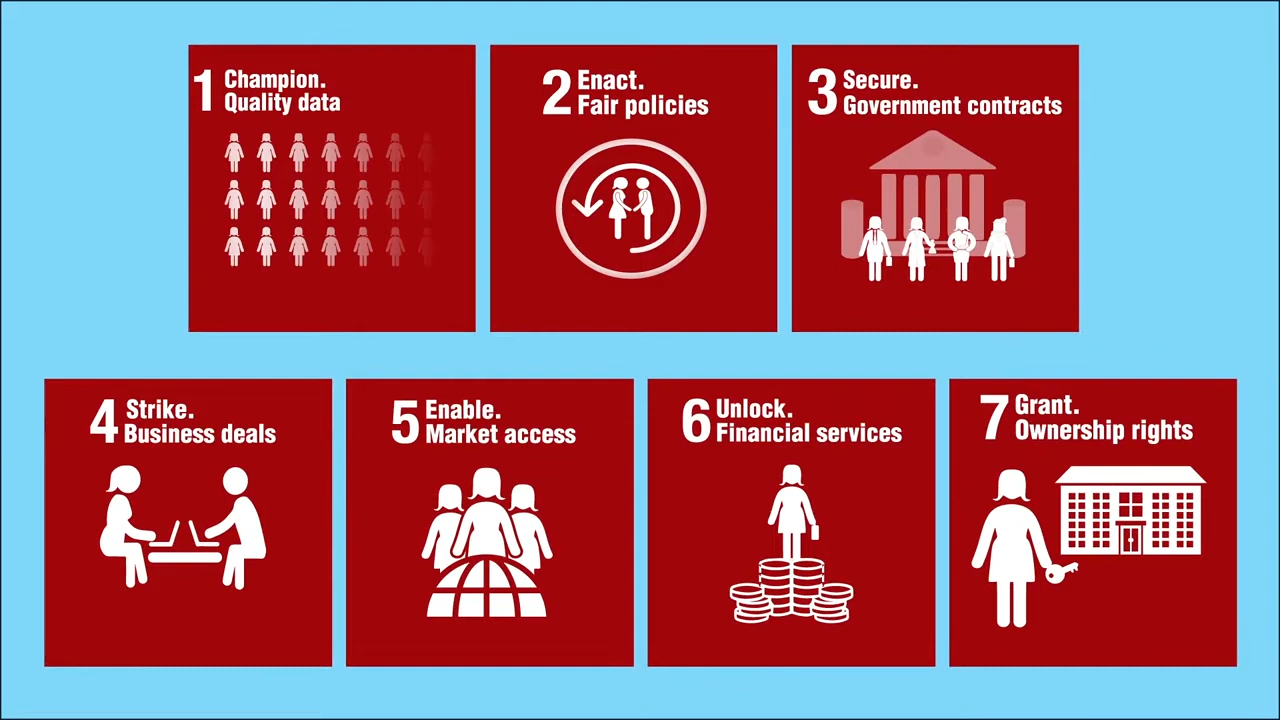 1 Champion.
Quality data
2 Enact.
Fair policies
3 Secure.
Government contracts
4 Strike.
Business deals
5 Enable.
Market access
6 Unlock.
Financial services
7 Grant.
Ownership rights